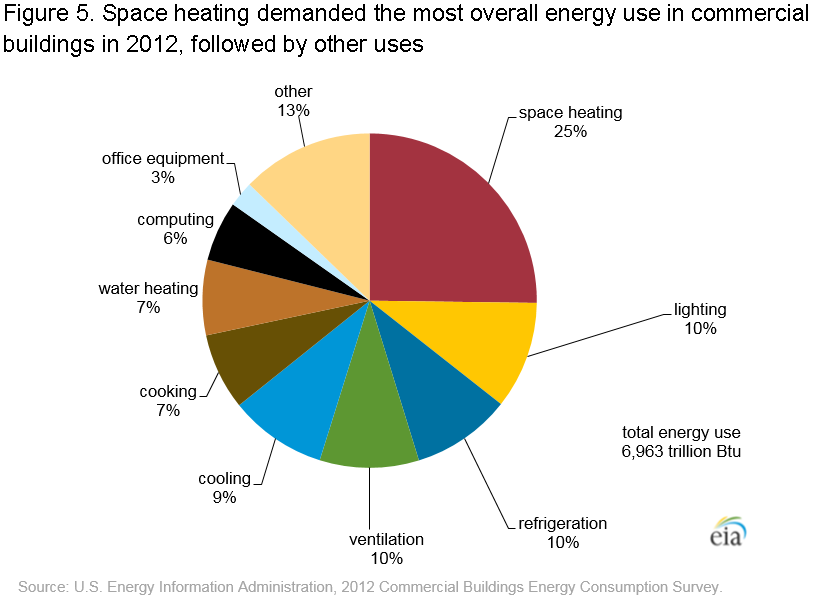 Figure 5. Space heating demanded the most overall energy use in commercial
buildings in 2012, followed by other uses
other
13%
space heating
25%
office equipment
3%
computing
6%
water heating
7%
lighting
10%
cooking
7%
total energy use
6,963 trillion Btu
cooling
9%
refrigeration
10%
ventilation
10%
eia
Source: U.S. Energy Information Administration, 2012 Commercial Buildings Energy Consumption Survey.